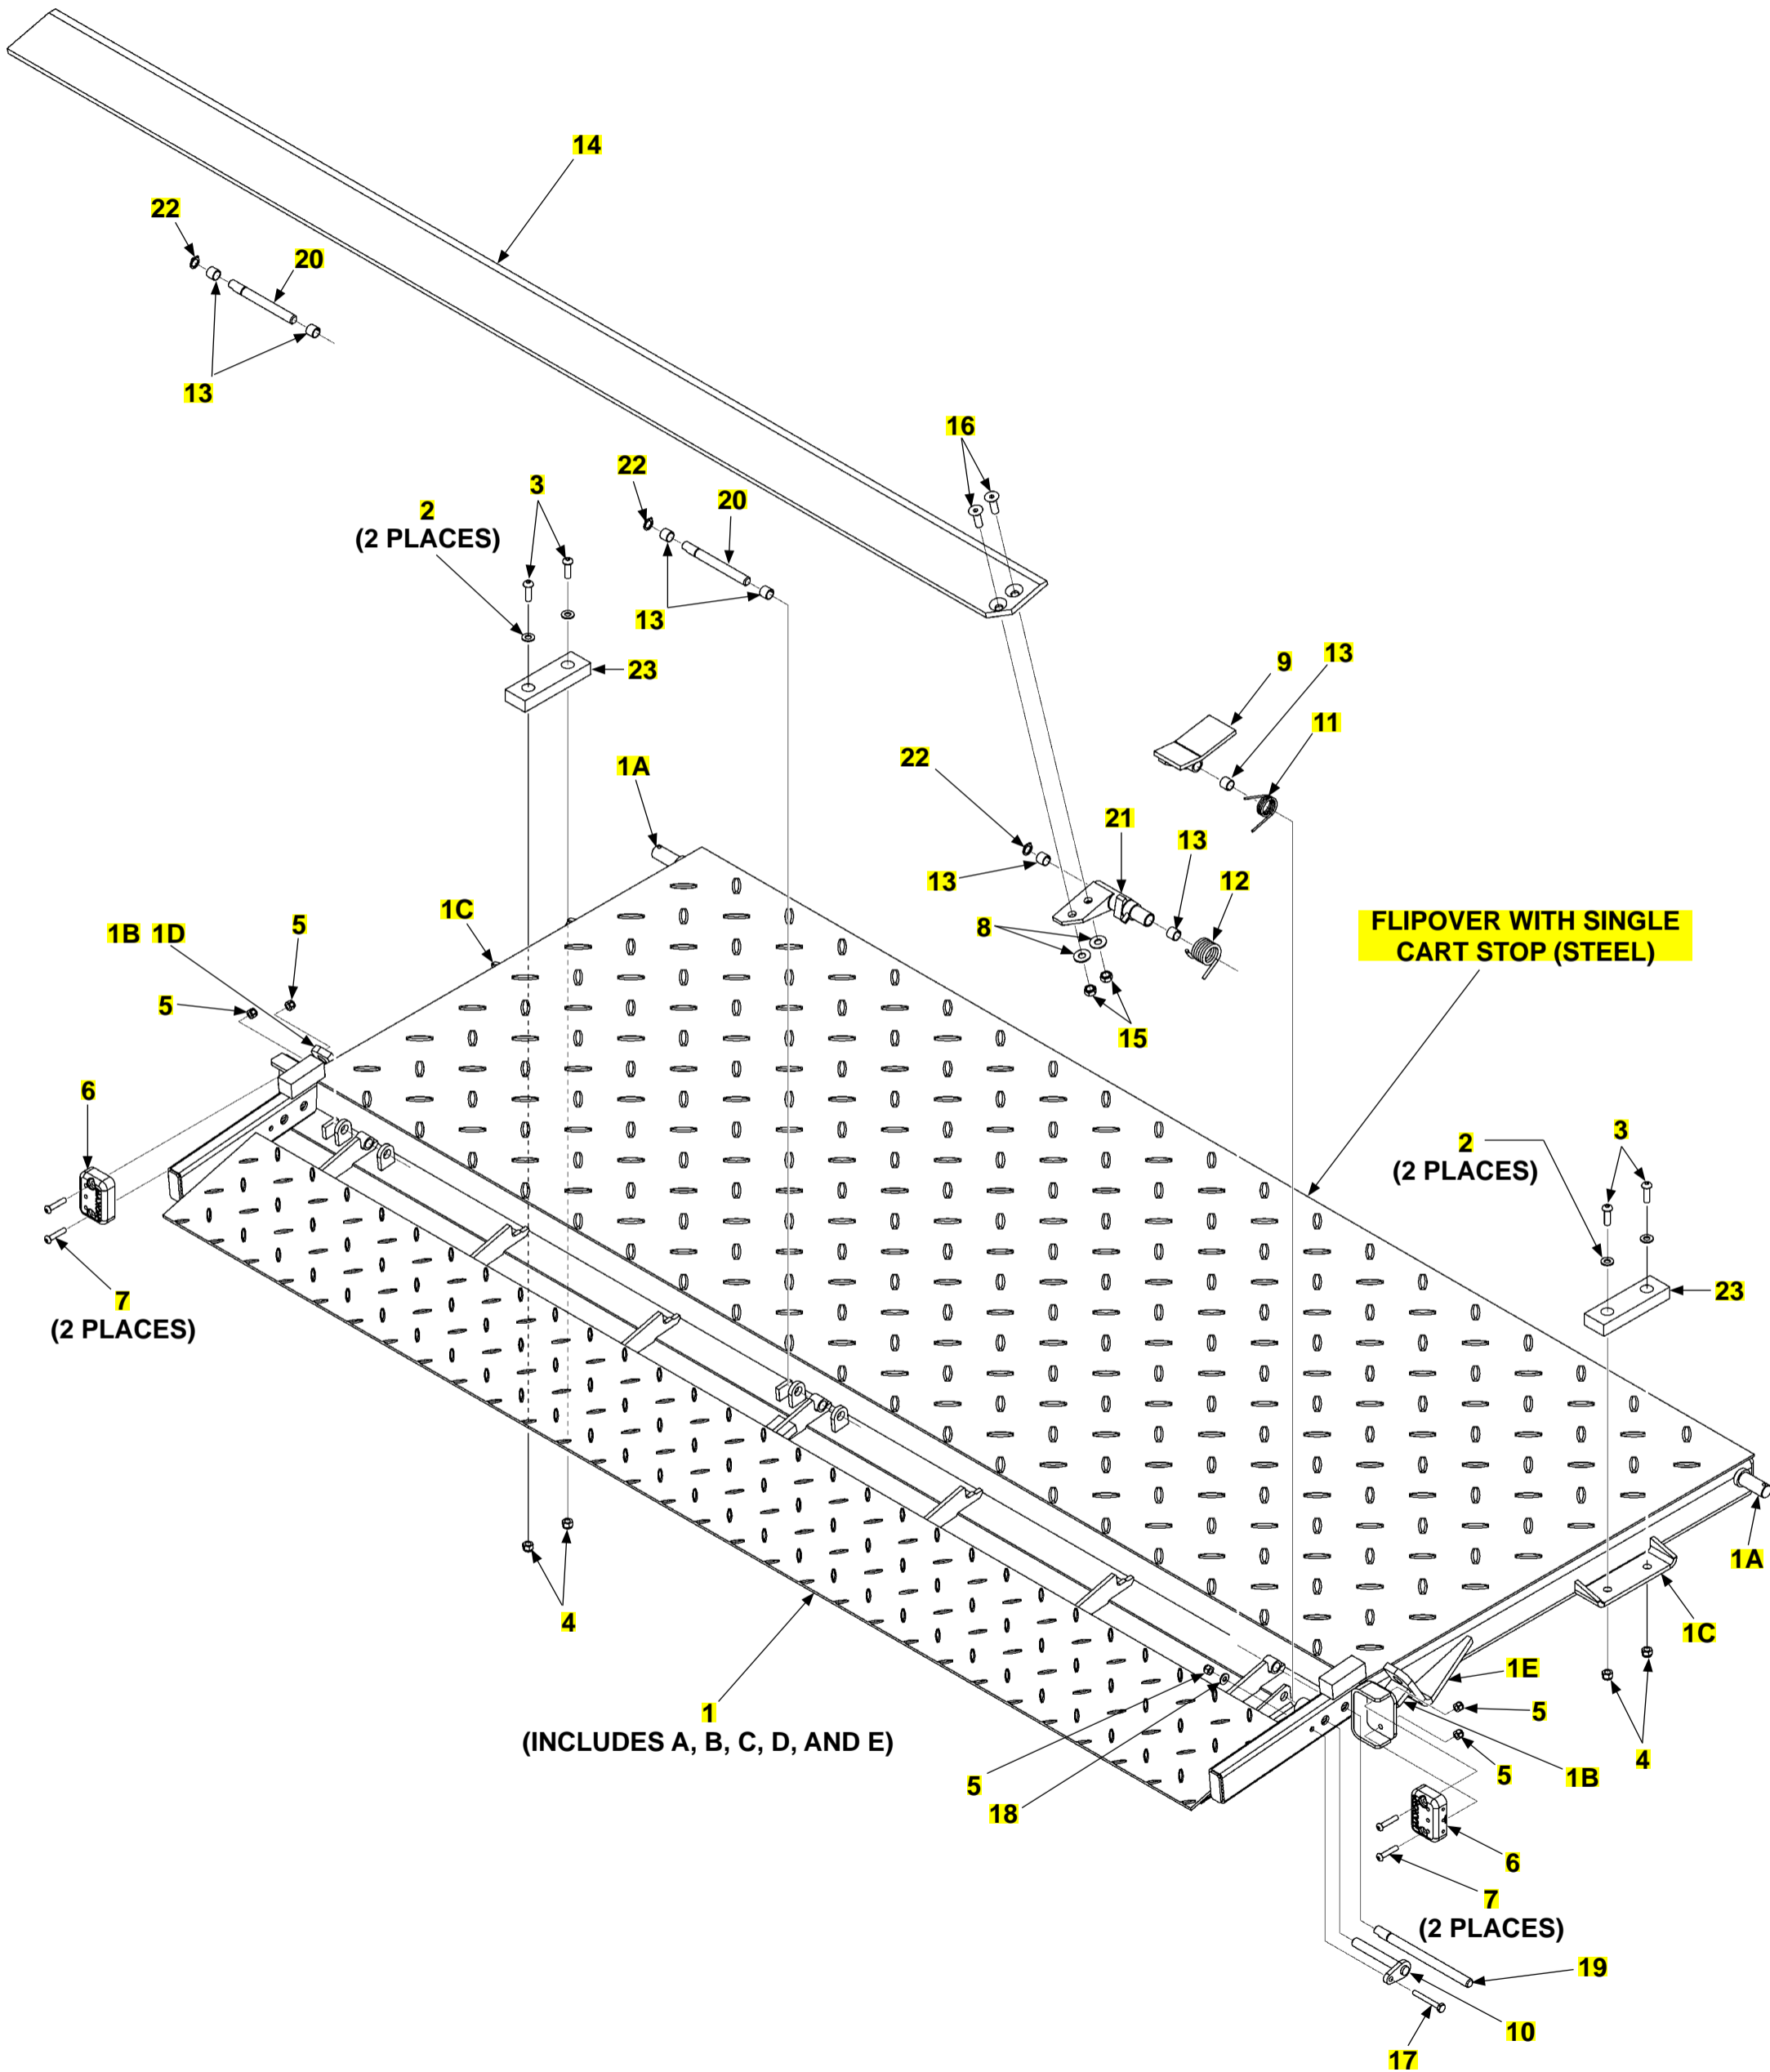 14
22
20
13
16
22
3
20
2
(2 PLACES)
13
23
9
13
11
1A
22
21
13
13
12
1C
5
1B 1D
8
FLIPOVER WITH SINGLE
CART STOP (STEEL)
5
15
6
3
2
(2 PLACES)
23
7
(2 PLACES)
1A
4
1C
1E
1
(INCLUDES A, B, C, D, AND E)
5
4
5
5
1B
18
6
7
(2 PLACES)
19
10
17